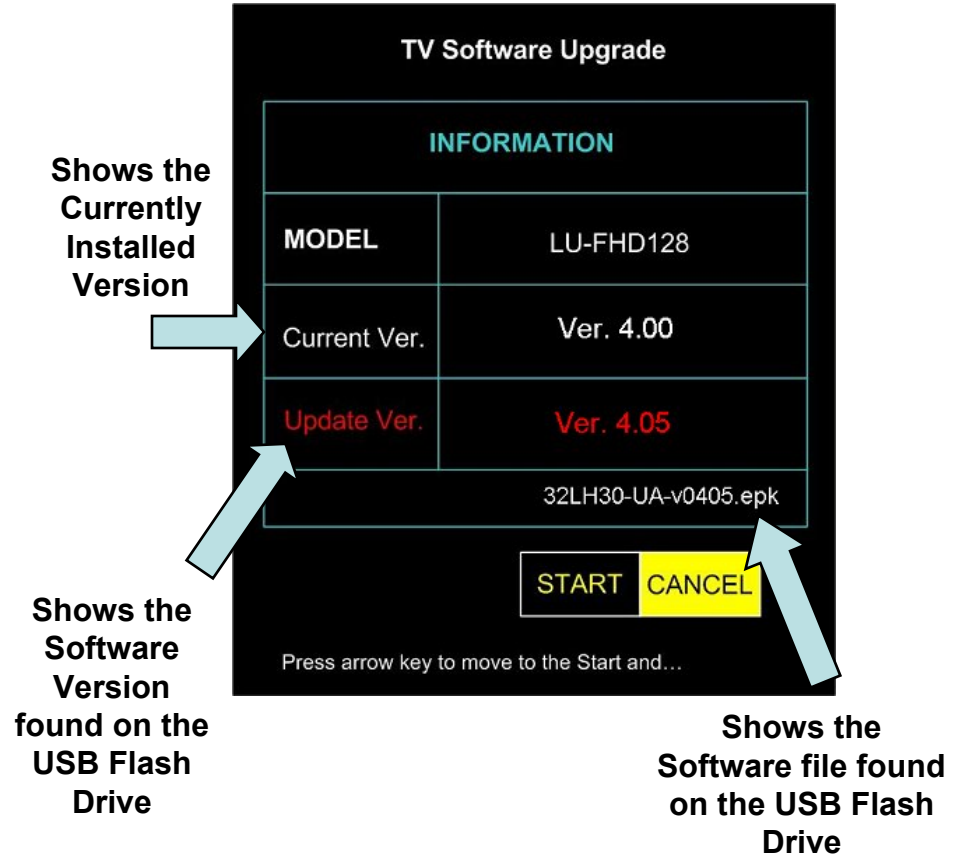 TV Software Upgrade
INFORMATION
Shows the
Currently
Installed
Version
MODEL
LU-FHD128
Current Ver.
Ver. 4.00
Update Ver.
Ver. 4.05
32LH30-UA-v0405.epk
START
CANCEL
Shows the
Software
Version
found on the
USB Flash
Drive
Press arrow key to move to the Start and…
Shows the
Software file found
on the USB Flash
Drive